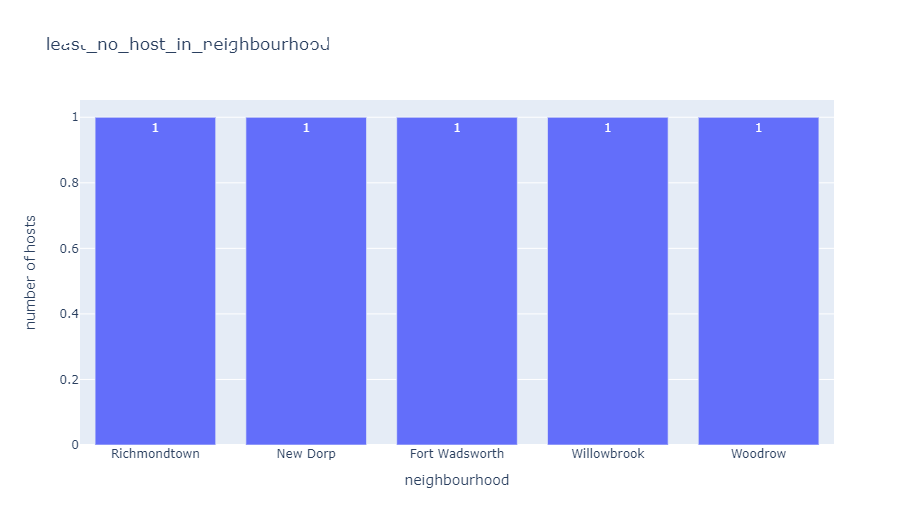 least_no_host_in_neighbourhood
number of hosts
1
0.8
0.6
0.4
0.2
0
1 1 1 1 1
Richmondtown New Dorp Fort Wadsworth Willowbrook Woodrow
neighbourhood